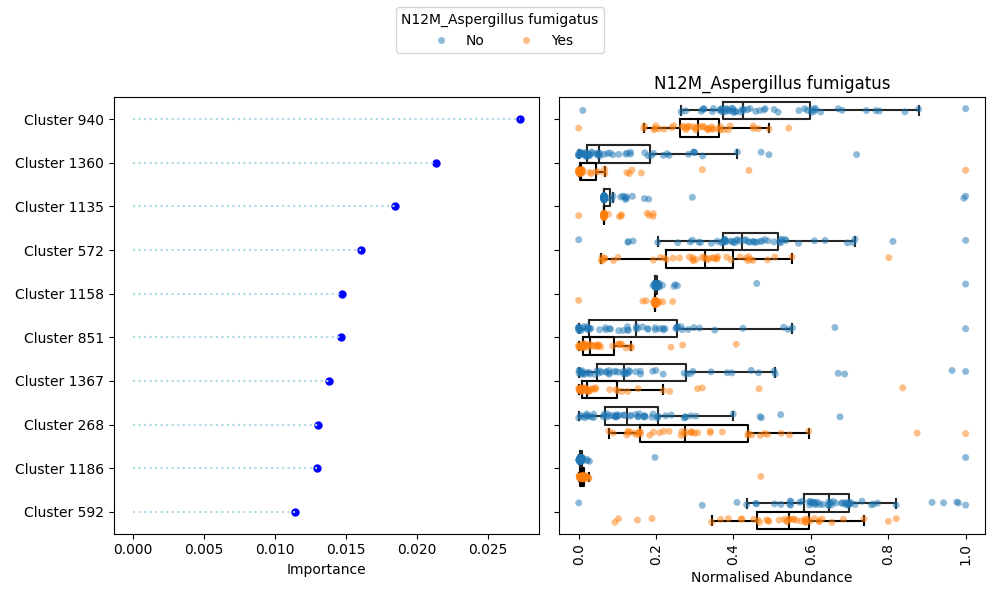 N12M_Aspergillus fumigatus
No Yes
N12M_Aspergillus fumigatus
Cluster 940
Cluster 1360
Cluster 1135
Cluster 572
Cluster 1158
Cluster 851
Cluster 1367
Cluster 268
Cluster 1186
Cluster 592
0.000 0.005 0.010 0.015 0.020 0.025
Importance
0.0 0.2 0.4 0.6 0.8 1.0
Normalised Abundance